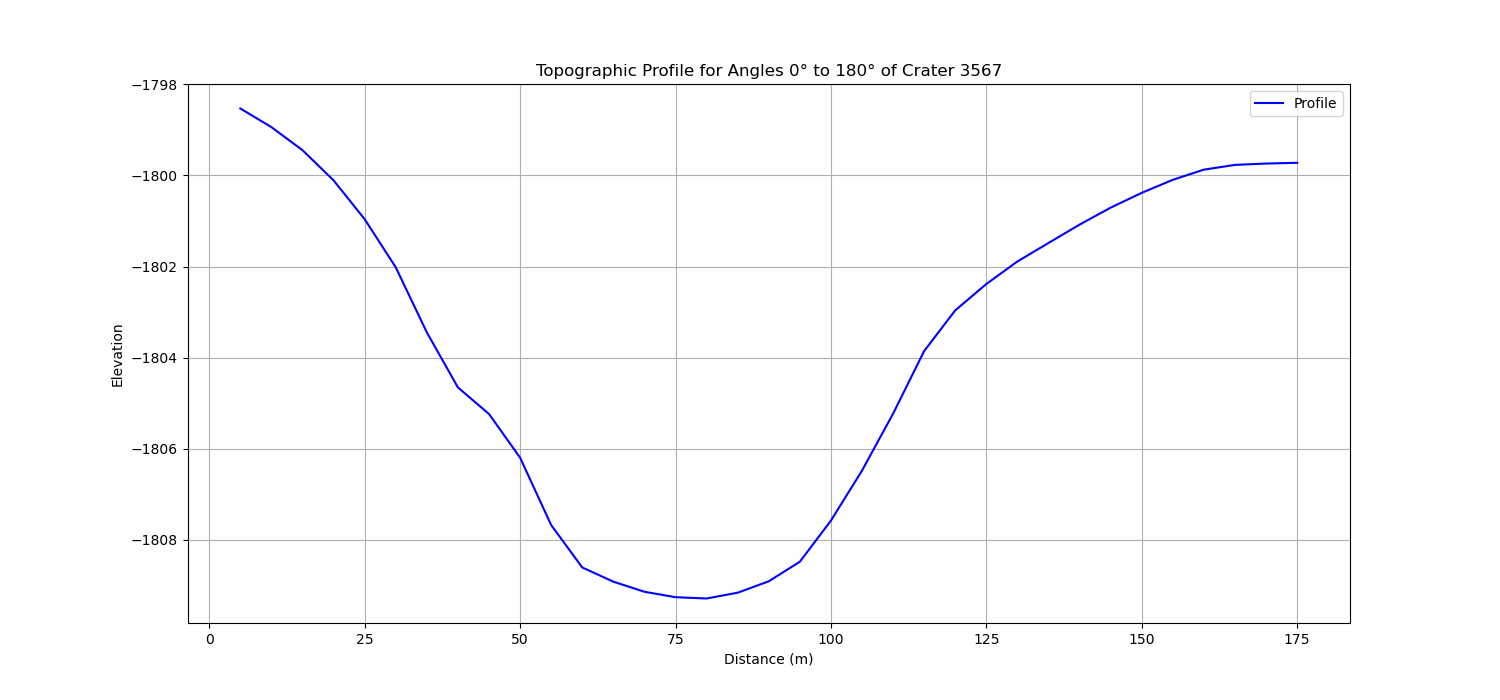 Topographic Profile for Angles 0° to 180° of Crater 3567
Profile
Elevation
−1798
−1800
−1802
−1804
−1806
−1808
0 25 50 75 100 125 150 175
Distance (m)